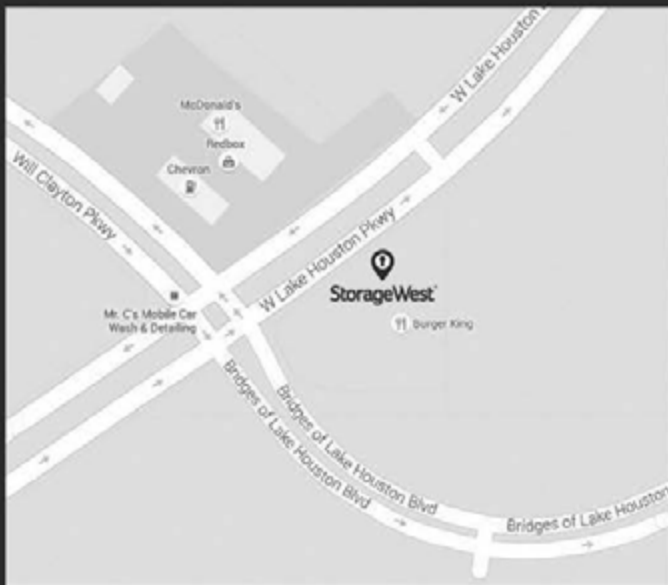 W Lake Houston
McDonald's
Redbox
Chevron
Will Clayton Pkwy
W Lake Houston Pkwy
StorageWest
Mr. C's Mobile Car
Wash & Detailing
Burger King
Bridges of Lake Houston Blvd
Bridges of Lake Houston Blvd
Bridges of Lake Houston